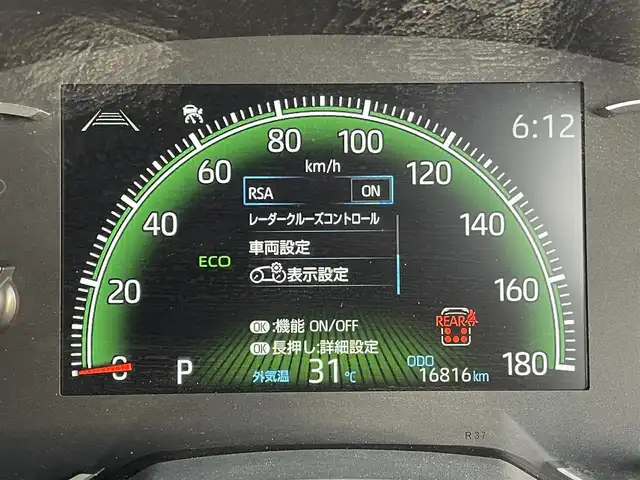 6:12
80
100
60
km/h
120
RSA
ON
レーダークルーズコントロール
40
140
車両設定
ECO
表示設定
20
160
REAR
OK:機能 ON/OFF
OK長押し:詳細設定
0
P
外気温
31℃
ODO
16816km
180
R37